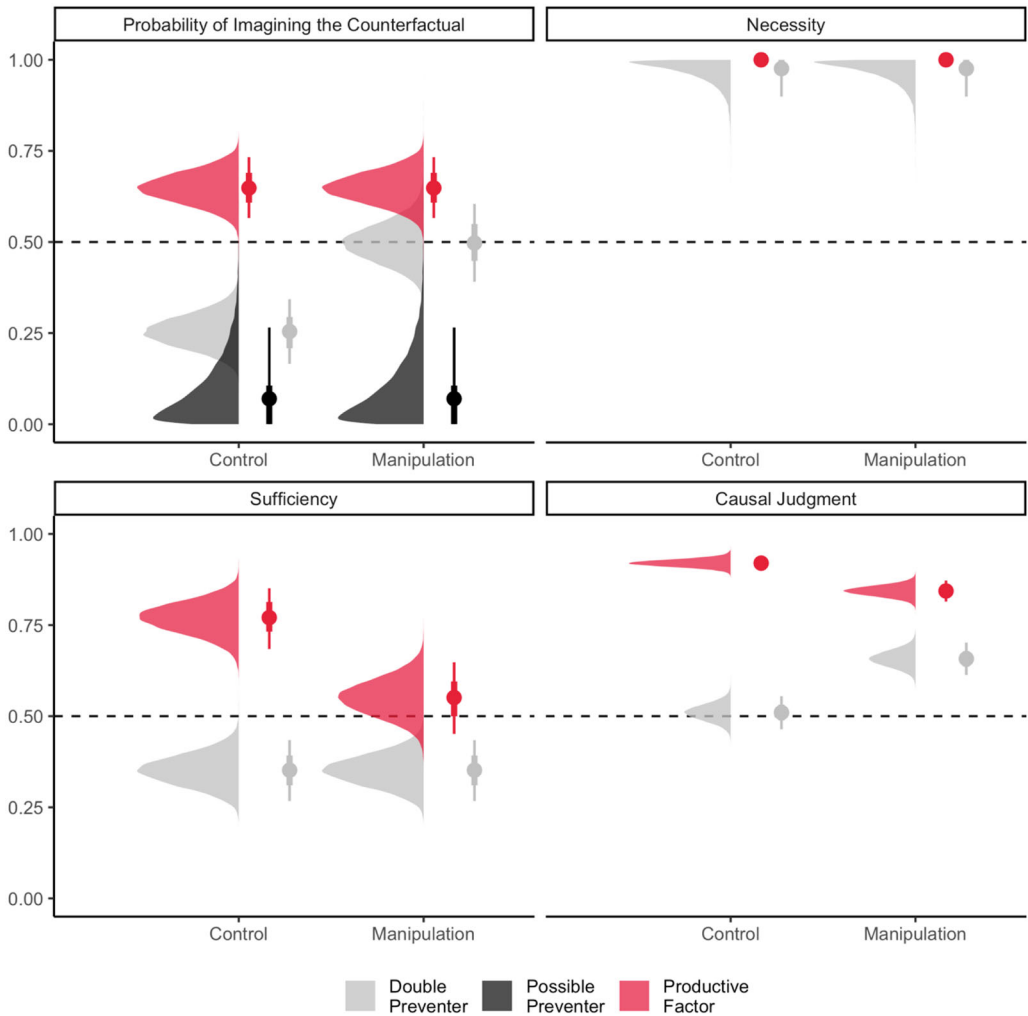 Probability of Imagining the Counterfactual
Necessity
1.00
0.75
0.50
0.25
0.00
Control
Manipulation
Control
Manipulation
Sufficiency
Causal Judgment
1.00
0.75
0.50
0.25
0.00
Control
Manipulation
Control
Manipulation
Double
Preventer
Possible
Preventer
Productive
Factor